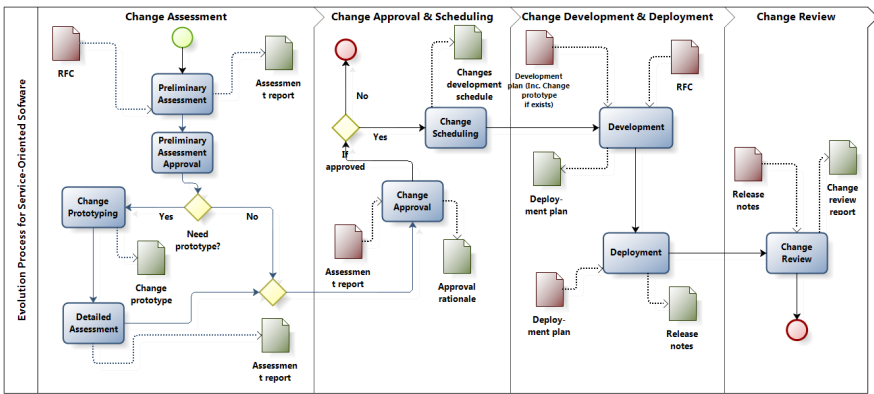 Evolution Process for Service-Oriented Sofware
Change Assessment
RFC
Assessmen
t report
Preliminary
Assessment
Preliminary
Assessment
Approval
Change
Prototyping
Yes
No
Need
prototype?
Change
prototype
Detailed
Assessment
Assessmen
t report
Change Approval & Scheduling
No
Yes
If
approved
Changes
development
schedule
Change
Scheduling
Change
Approval
Assessmen
t report
Approval
rationale
Change Development & Deployment
Development
plan (Inc. Change
prototype
if exists)
RFC
Development
Deploy-
ment plan
Deployment
Deploy-
ment plan
Release
notes
Change Review
Release
notes
Change
review
report
Change
Review